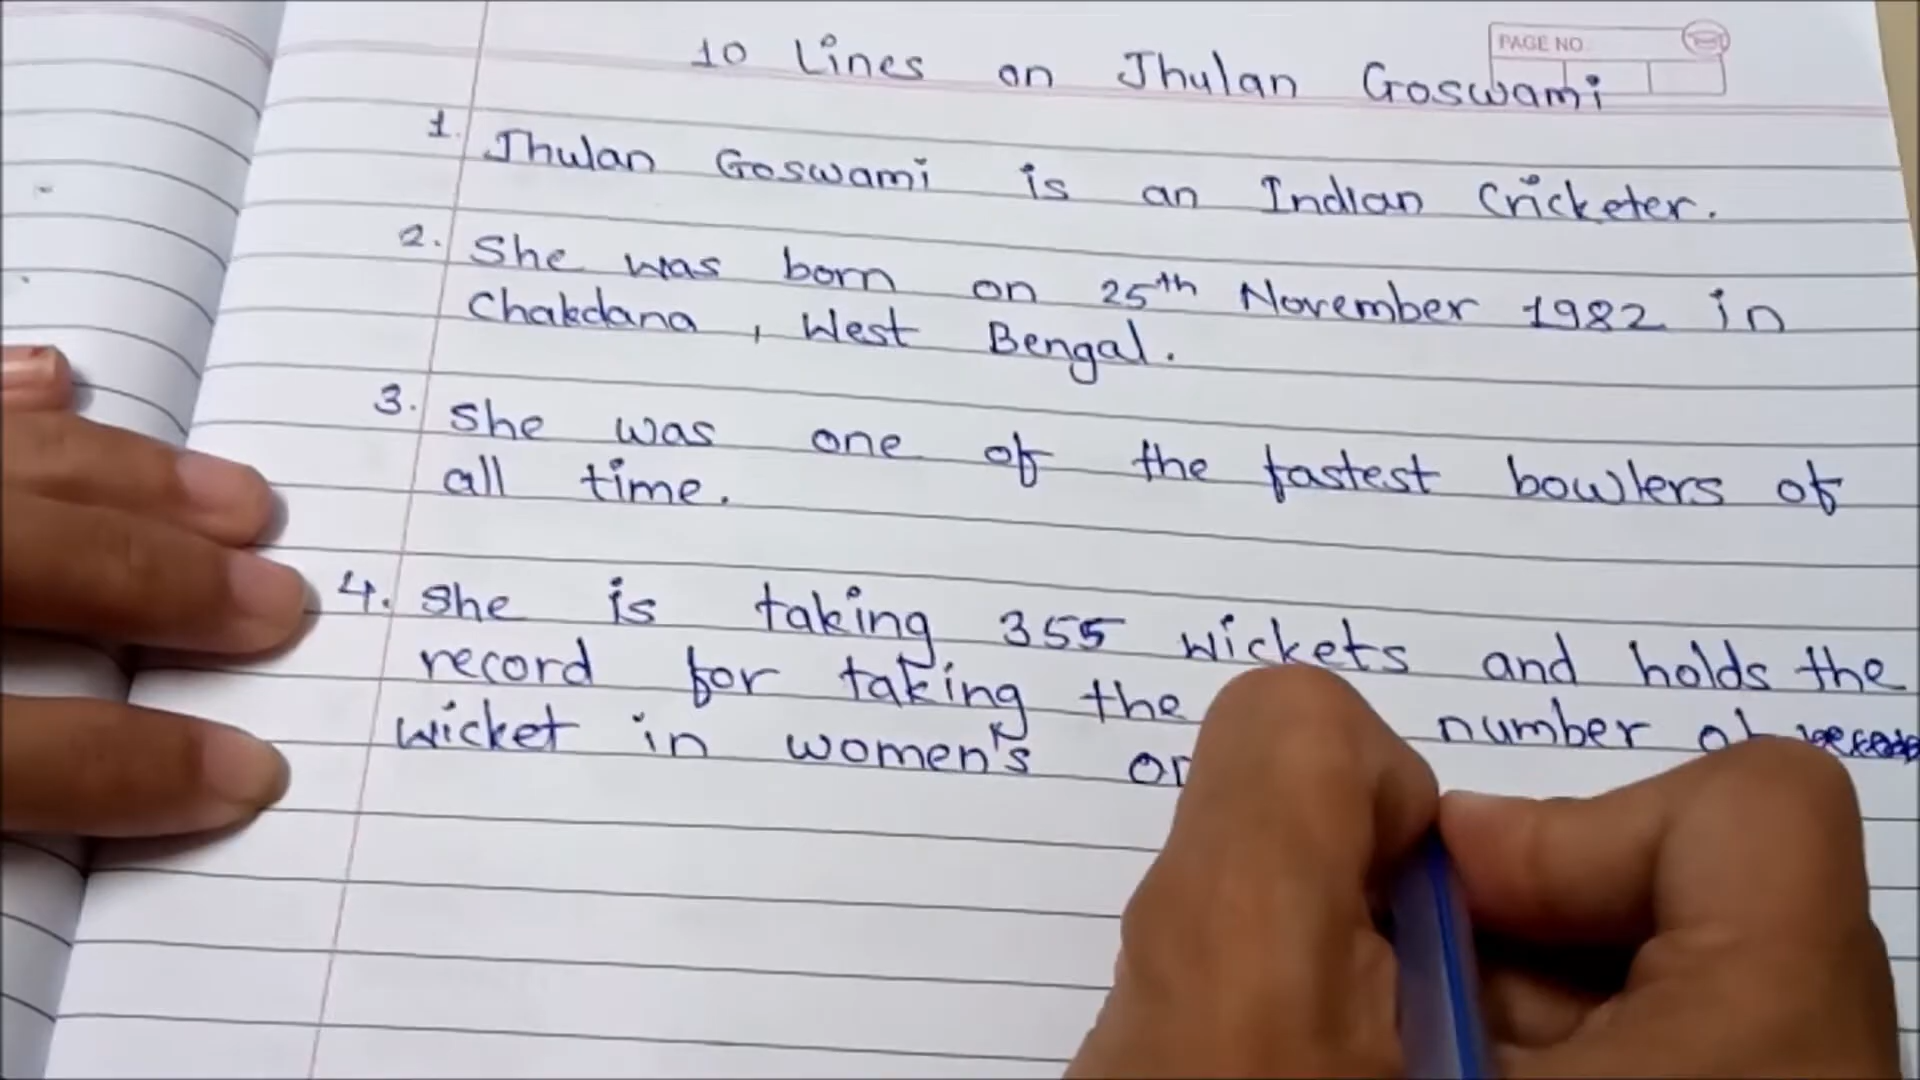 PAGE NO.
10 Lines on Jhulan Goswami
1. Jhulan Goswami is an Indian Cricketer.
2. She was born on 25th November 1982 in
Chakdana, West Bengal.
3. She was one of the fastest bowlers of
all time.
4. She is taking 355 wickets and holds the
record for taking the number of
wicket in women's